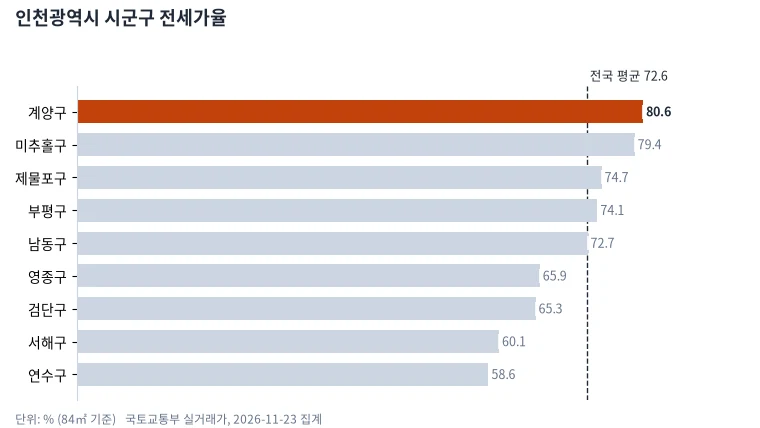 인천광역시 시군구 전세가율
전국 평균 72.6
계양구 80.6
미추홀구 79.4
제물포구 74.7
부평구 74.1
남동구 72.7
영종구 65.9
검단구 65.3
서해구 60.1
연수구 58.6
단위: % (84㎡ 기준) 국토교통부 실거래가, 2026-11-23 집계